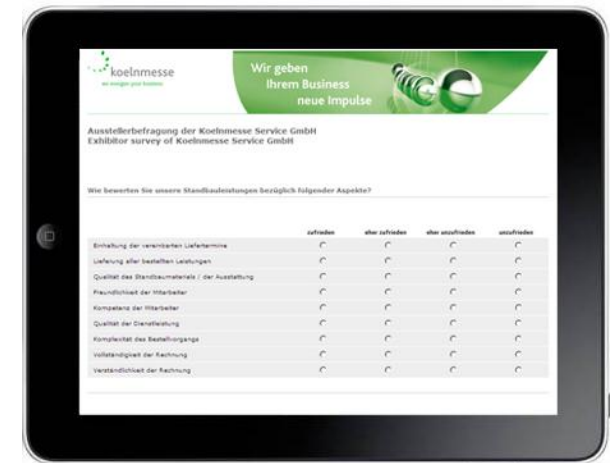 koelnmesse
we energize your business
Wir geben
Ihrem Business
neue Impulse
Ausstellerbefragung der Koelnmesse Service GmbH
Exhibitor survey of Koelnmesse Service GmbH
Wie bewerten Sie unsere Standbauleistungen bezüglich folgender Aspekte?
zufrieden eher zufrieden eher unzufrieden unzufrieden
Einhaltung der vereinbarten Liefertermine
Lieferung aller bestellten Leistungen
Qualität des Standbaumaterials / der Ausstattung
Freundlichkeit der Mitarbeiter
Kompetenz der Mitarbeiter
Qualität der Dienstleistung
Komplexität des Bestellvorgangs
Vollständigkeit der Rechnung
Verständlichkeit der Rechnung